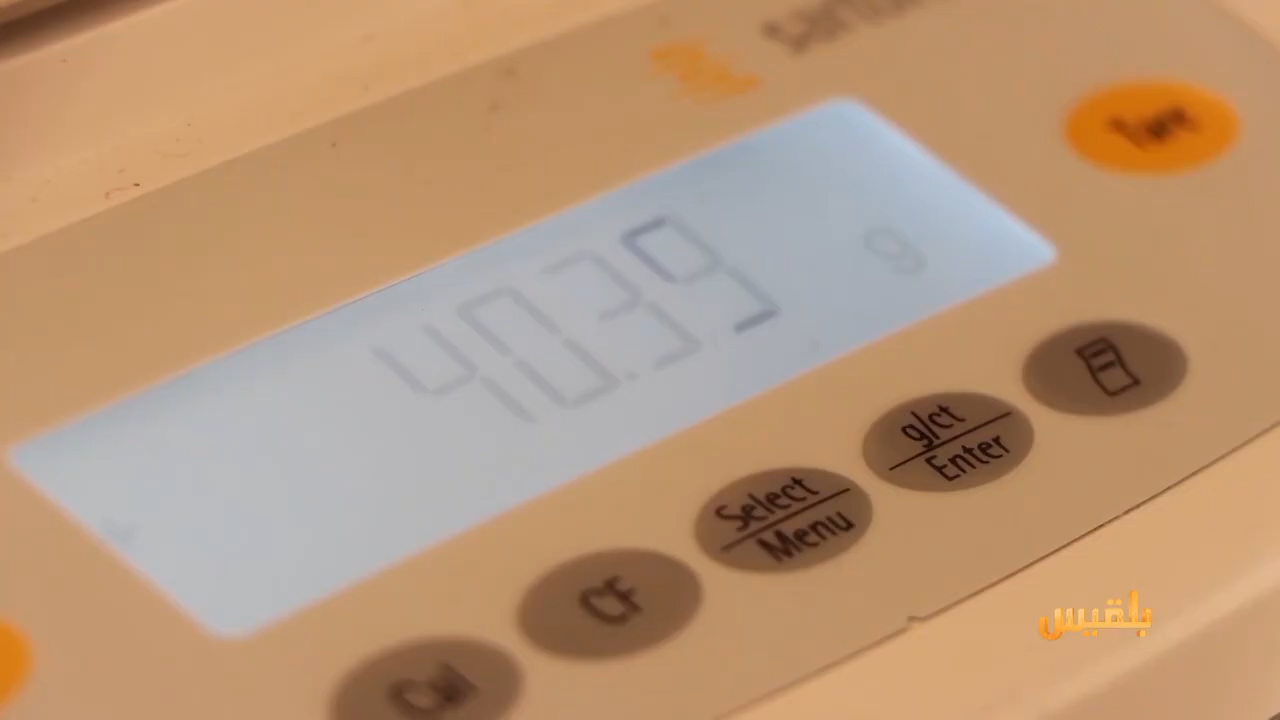 Tare
40.39 g
g/ct
Enter
Select
Menu
CF
Cal
بلقيس